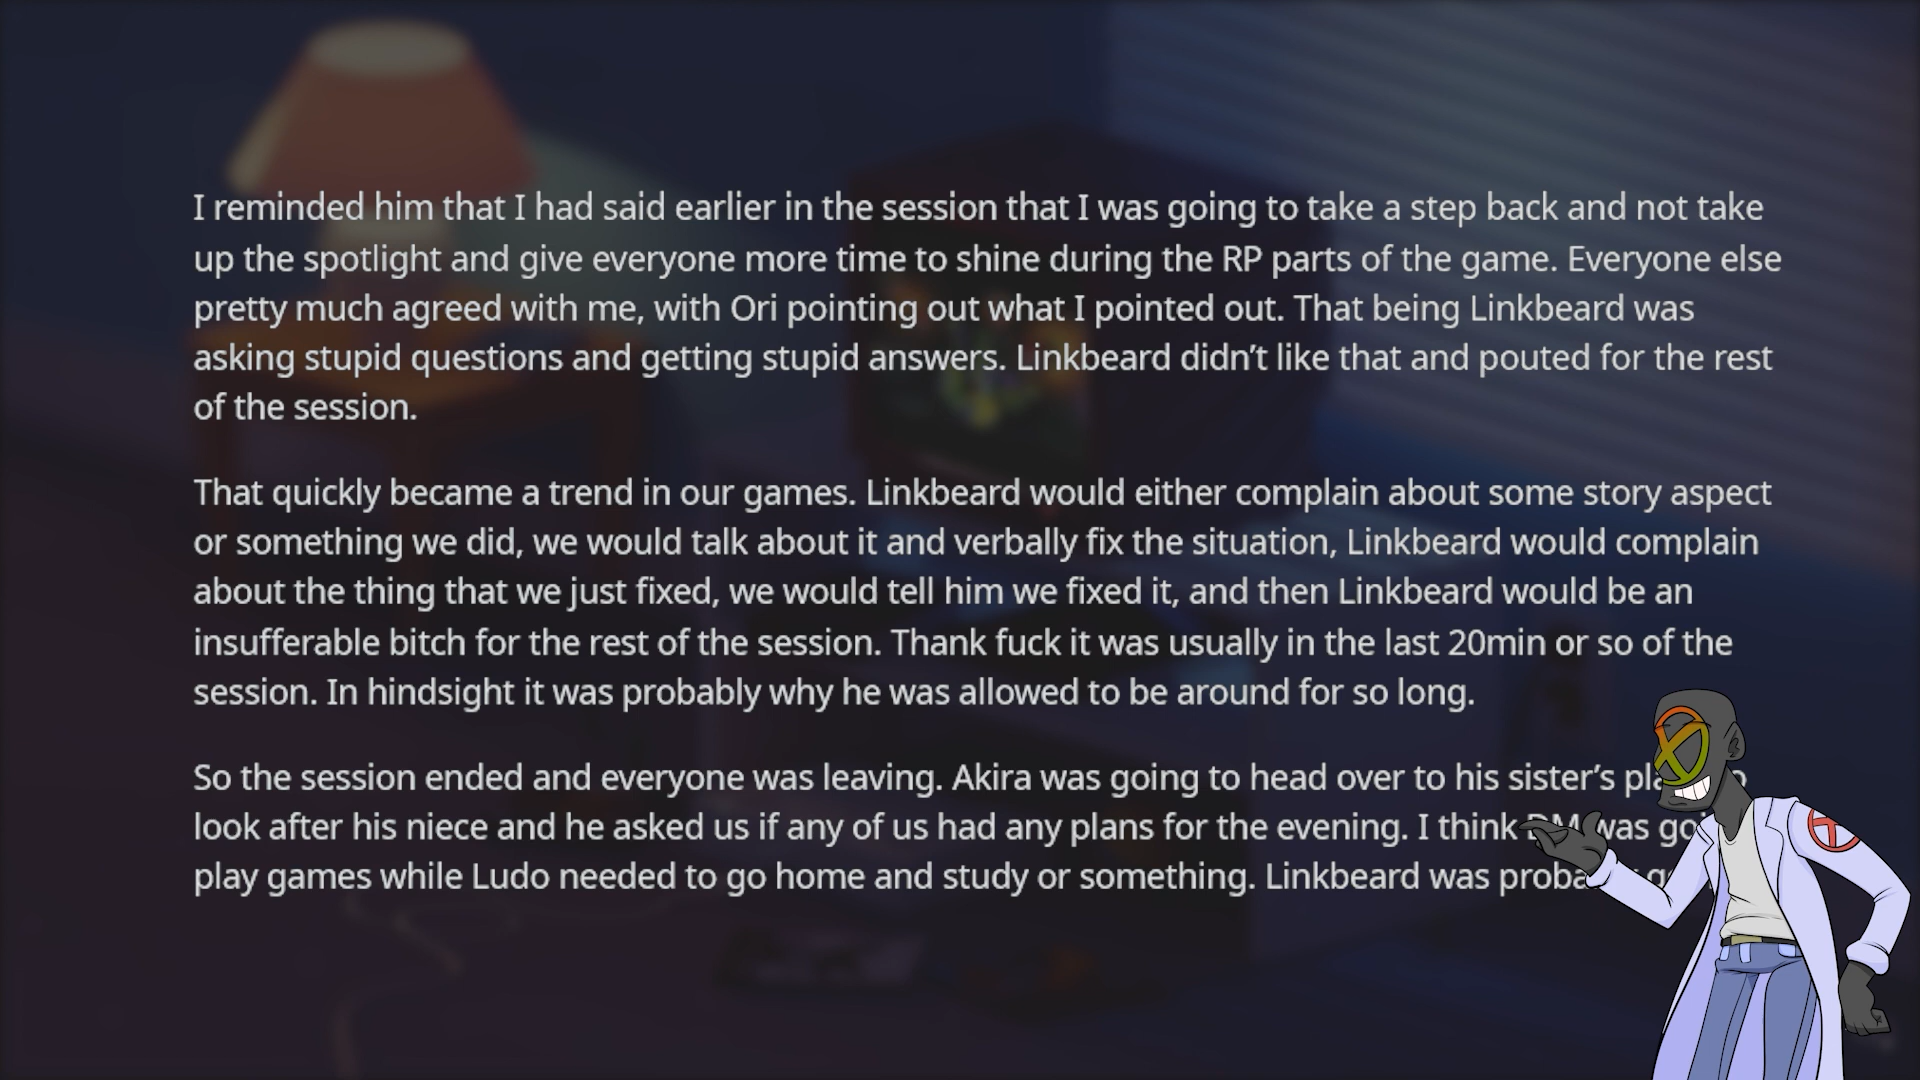 I reminded him that I had said earlier in the session that I was going to take a step back and not take
up the spotlight and give everyone more time to shine during the RP parts of the game. Everyone else
pretty much agreed with me, with Ori pointing out what I pointed out. That being Linkbeard was
asking stupid questions and getting stupid answers. Linkbeard didn’t like that and pouted for the rest
of the session.
That quickly became a trend in our games. Linkbeard would either complain about some story aspect
or something we did, we would talk about it and verbally fix the situation, Linkbeard would complain
about the thing that we just fixed, we would tell him we fixed it, and then Linkbeard would be an
insufferable bitch for the rest of the session. Thank fuck it was usually in the last 20min or so of the
session. In hindsight it was probably why he was allowed to be around for so long.
So the session ended and everyone was leaving. Akira was going to head over to his sister’s
look after his niece and he asked us if any of us had any plans for the evening. I think DM was
play games while Ludo needed to go home and study or something. Linkbeard was